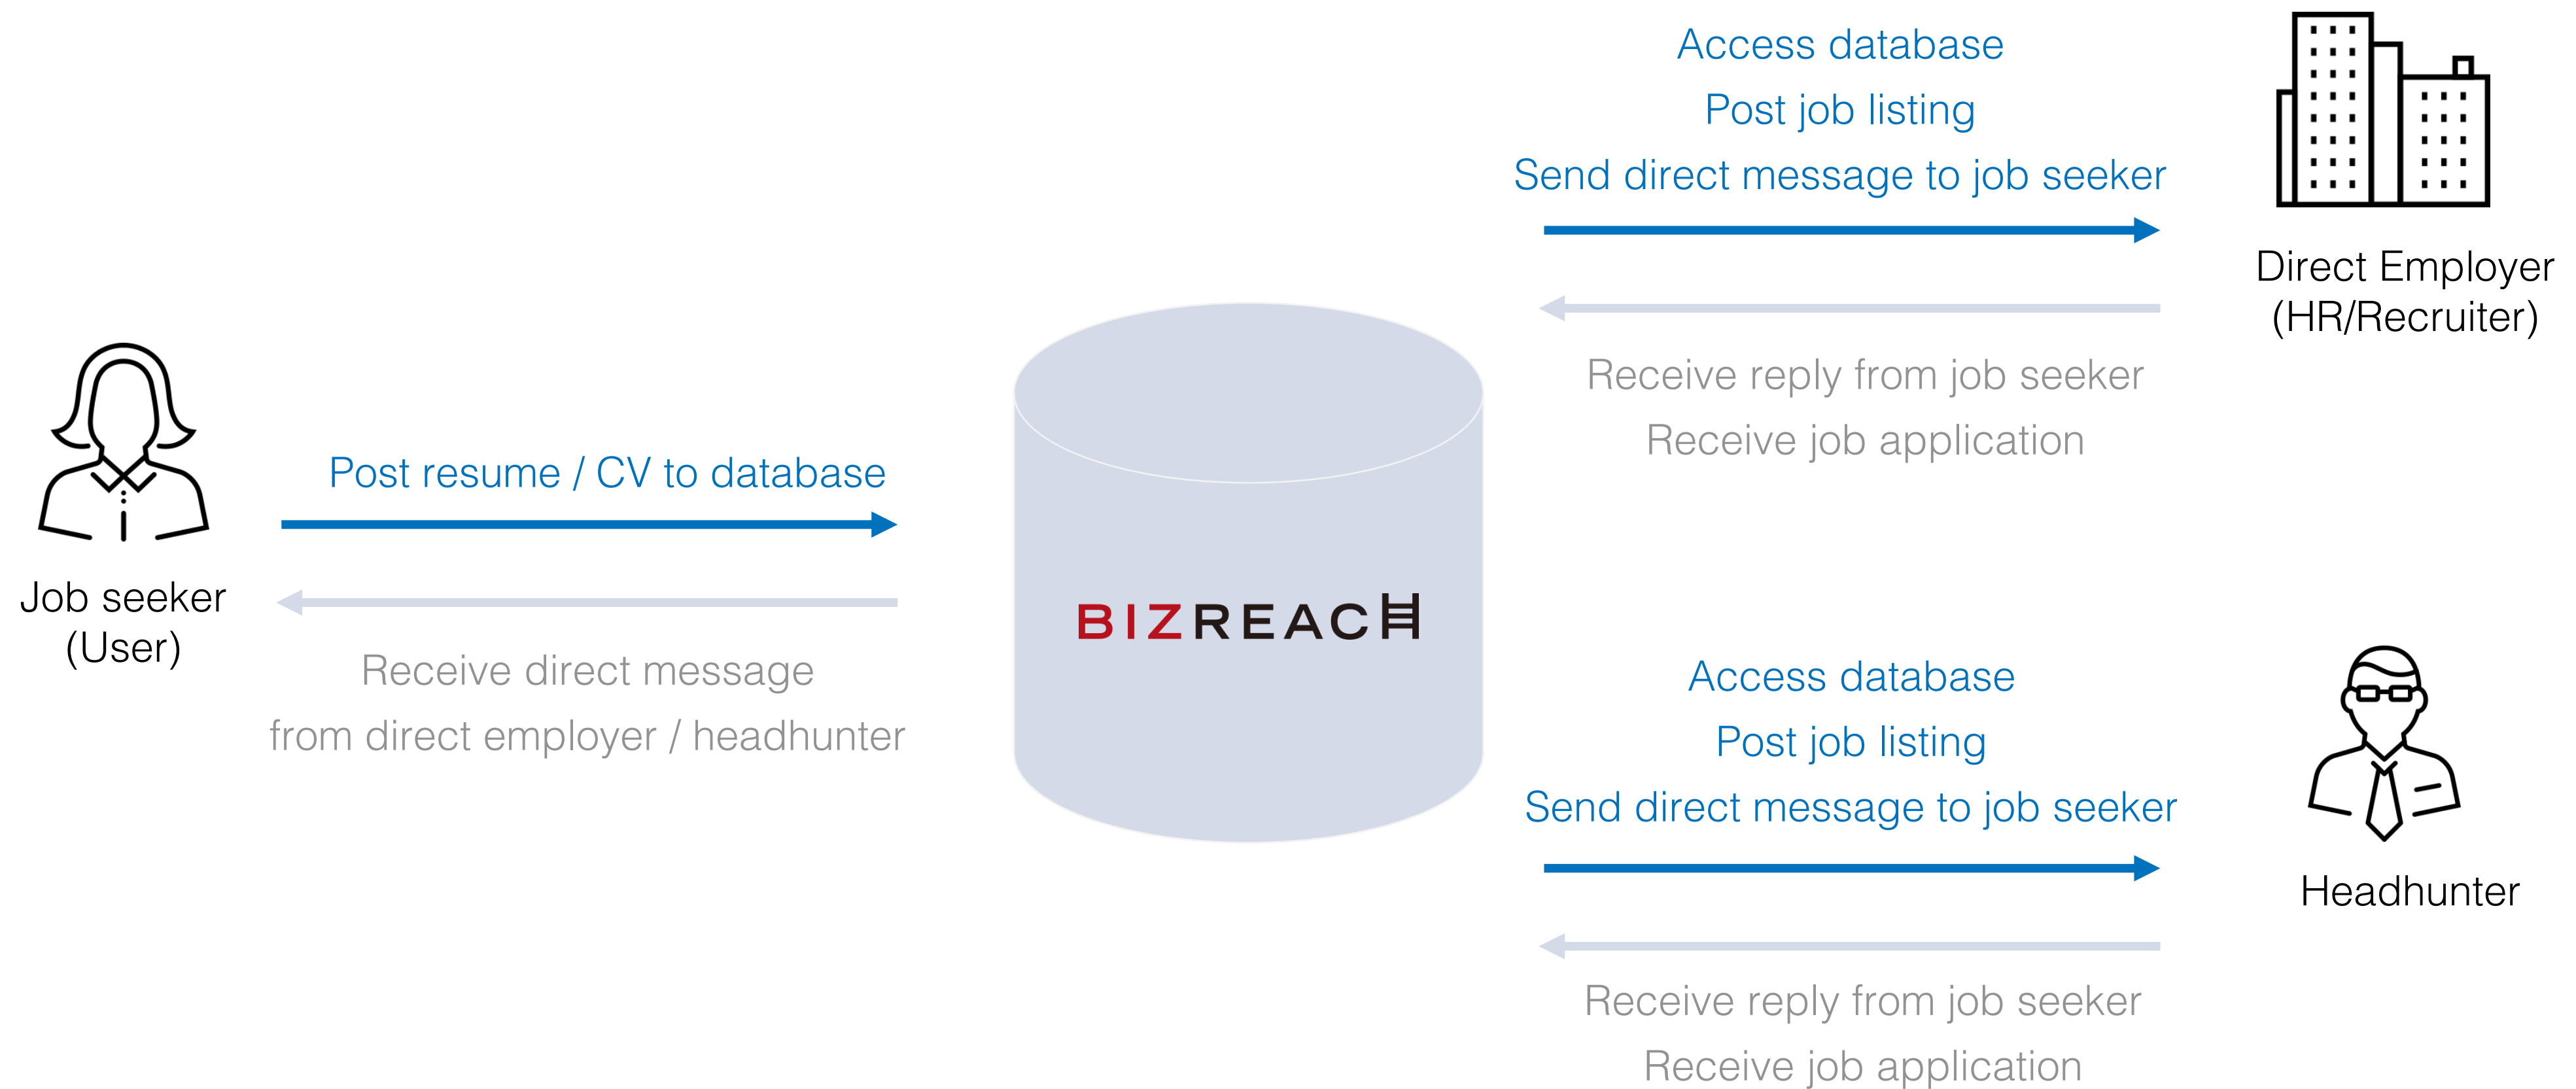 Access database
Post job listing
Send direct message to job seeker
Direct Employer
(HR/Recruiter)
Receive reply from job seeker
Receive job application
Post resume / CV to database
Job seeker
(User)
Receive direct message
from direct employer / headhunter
BIZREACH
Access database
Post job listing
Send direct message to job seeker
Headhunter
Receive reply from job seeker
Receive job application